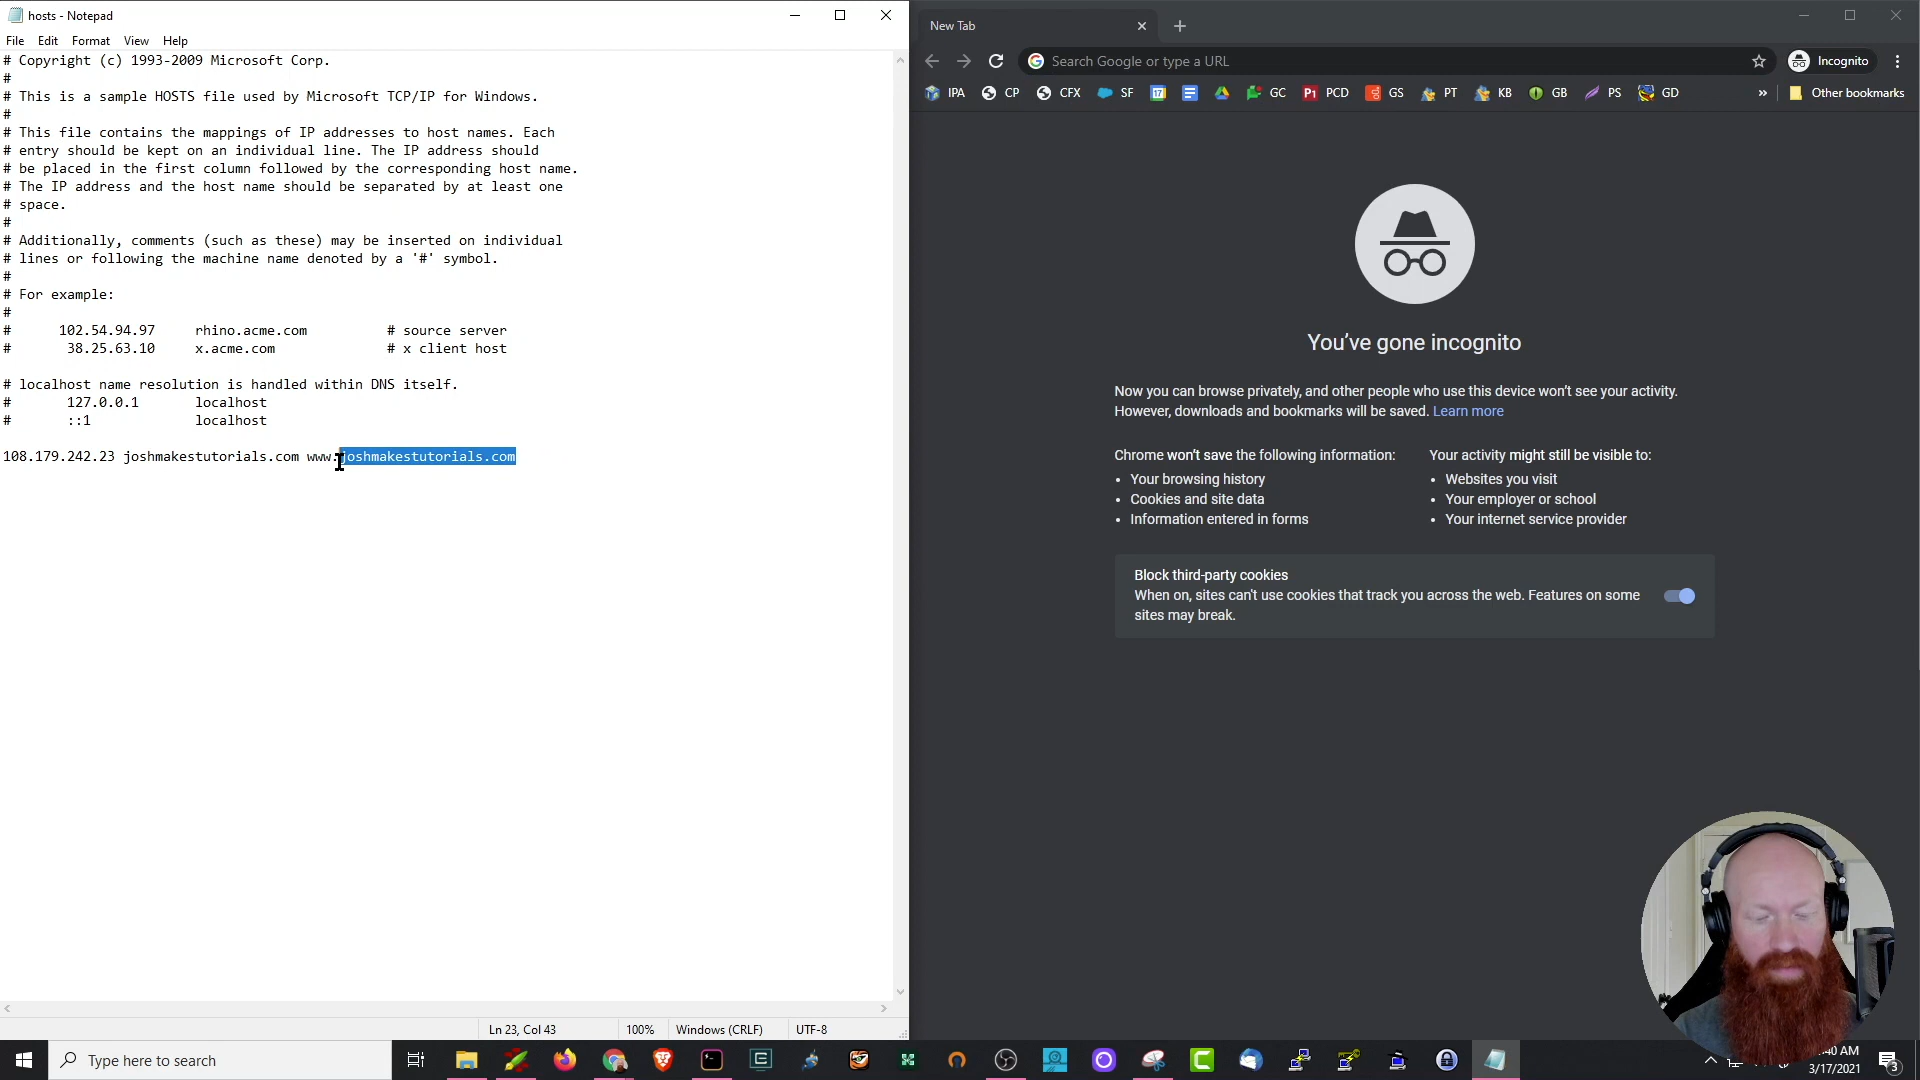 hosts - Notepad
File Edit Format View Help
# Copyright (c) 1993-2009 Microsoft Corp.
#
# This is a sample HOSTS file used by Microsoft TCP/IP for Windows.
#
# This file contains the mappings of IP addresses to host names. Each
# entry should be kept on an individual line. The IP address should
# be placed in the first column followed by the corresponding host name.
# The IP address and the host name should be separated by at least one
# space.
#
# Additionally, comments (such as these) may be inserted on individual
# lines or following the machine name denoted by a '#' symbol.
#
# For example:
#
# 102.54.94.97 rhino.acme.com # source server
# 38.25.63.10 x.acme.com # x client host
# localhost name resolution is handled within DNS itself.
# 127.0.0.1 localhost
# ::1 localhost
108.179.242.23 joshmakestutorials.com www.joshmakestutorials.com
Ln 23, Col 43 100% Windows (CRLF) UTF-8
New Tab
Search Google or type a URL
Incognito
IPA CP CFX SF GC PCD GS PT KB GB PS GD » Other bookmarks
You've gone incognito
Now you can browse privately, and other people who use this device won't see your activity.
However, downloads and bookmarks will be saved. Learn more
Chrome won't save the following information:
• Your browsing history
• Cookies and site data
• Information entered in forms
Your activity might still be visible to:
• Websites you visit
• Your employer or school
• Your internet service provider
Block third-party cookies
When on, sites can't use cookies that track you across the web. Features on some
sites may break.
Type here to search
:40 AM
3/17/2021
3